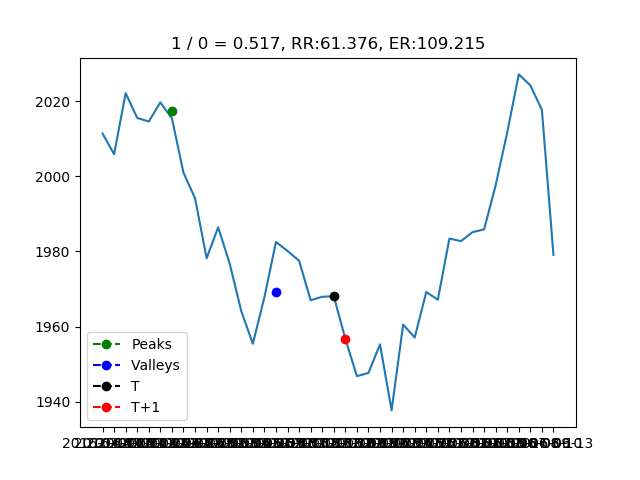 1 / 0 = 0.517, RR:61.376, ER:109.215
2020
2000
1980
1960
1940
Peaks
Valleys
T
T+1